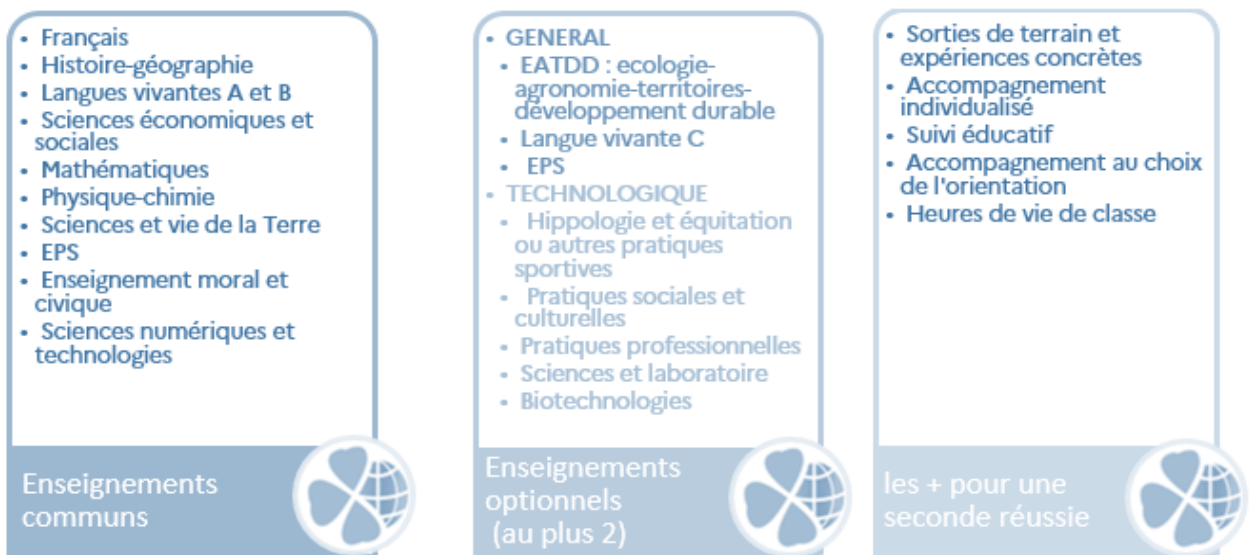 • Français
• Histoire-géographie
• Langues vivantes A et B
• Sciences économiques et
sociales
• Mathématiques
• Physique-chimie
• Sciences et vie de la Terre
• EPS
• Enseignement moral et
civique
• Sciences numériques et
technologies
Enseignements
communs
• GENERAL
• EATDD : ecologie-
agronomie-territoires-
développement durable
• Langue vivante C
• EPS
• TECHNOLOGIQUE
• Hippologie et équitation
ou autres pratiques
sportives
• Pratiques sociales et
culturelles
• Pratiques professionnelles
• Sciences et laboratoire
• Biotechnologies
Enseignements
optionnels
(au plus 2)
• Sorties de terrain et
expériences concrètes
• Accompagnement
individualisé
• Suivi éducatif
• Accompagnement au choix
de l'orientation
• Heures de vie de classe
les + pour une
seconde réussie